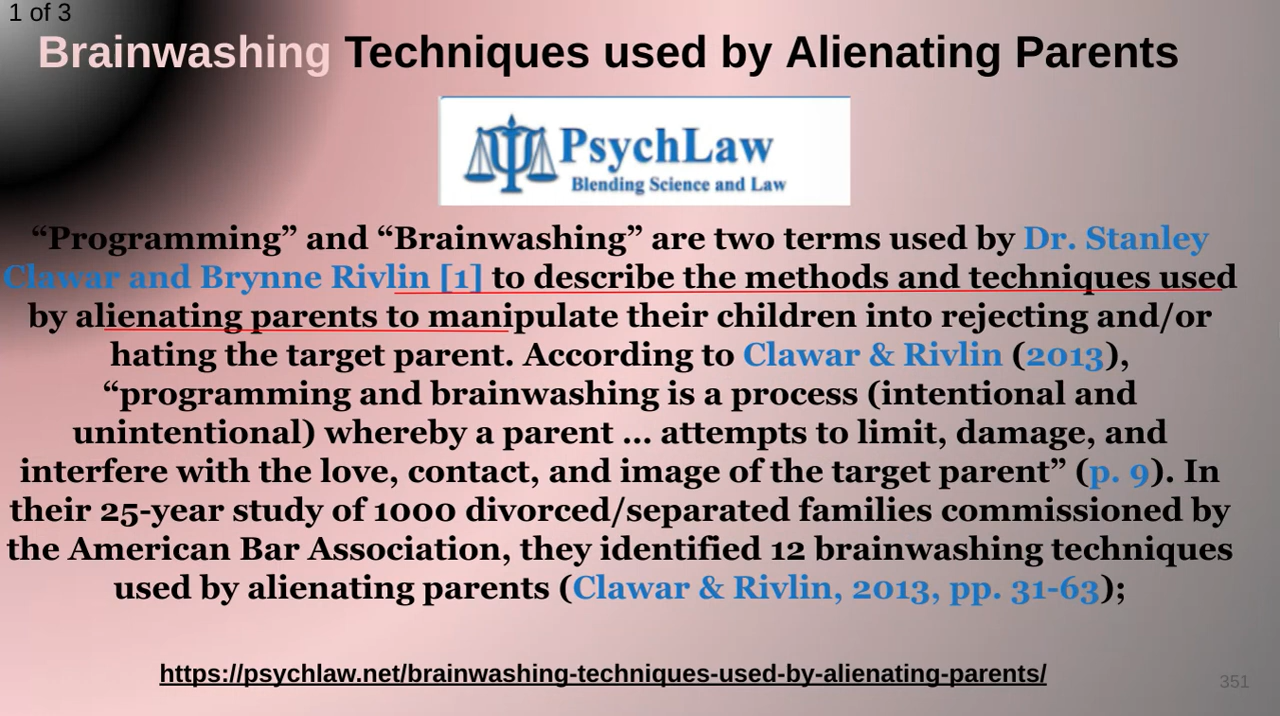 1 of 3
Brainwashing Techniques used by Alienating Parents
PsychLaw
Blending Science and Law
“Programming” and “Brainwashing” are two terms used by Dr. Stanley
Clawar and Brynne Rivlin [1] to describe the methods and techniques used
by alienating parents to manipulate their children into rejecting and/or
hating the target parent. According to Clawar & Rivlin (2013),
“programming and brainwashing is a process (intentional and
unintentional) whereby a parent ... attempts to limit, damage, and
interfere with the love, contact, and image of the target parent” (p. 9). In
their 25-year study of 1000 divorced/separated families commissioned by
the American Bar Association, they identified 12 brainwashing techniques
used by alienating parents (Clawar & Rivlin, 2013, pp. 31-63);
https://psychlaw.net/brainwashing-techniques-used-by-alienating-parents/
351